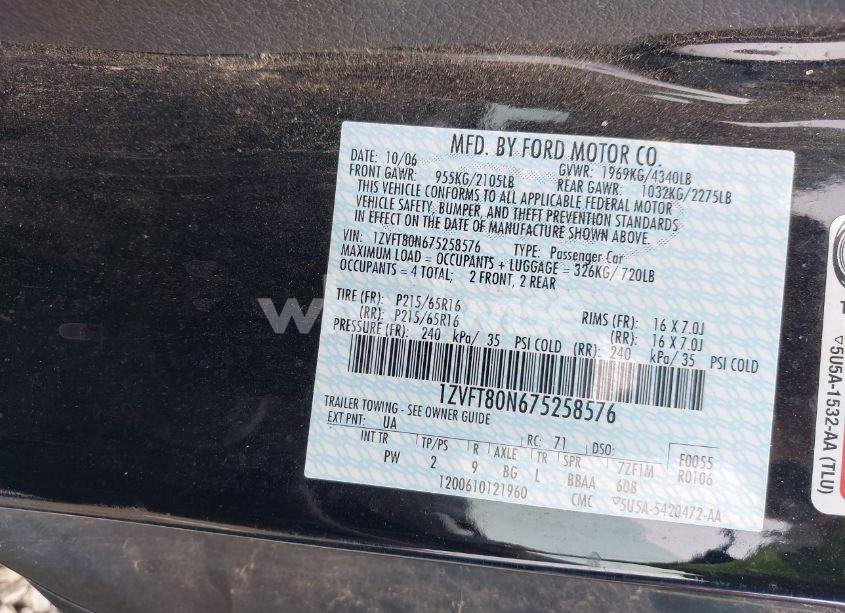 MFD. BY FORD MOTOR CO.
DATE: 10/06 GVWR: 1969KG/4340LB
FRONT GAWR: 955KG/2105LB REAR GAWR: 1032KG/2275LB
THIS VEHICLE CONFORMS TO ALL APPLICABLE FEDERAL MOTOR
VEHICLE SAFETY, BUMPER, AND THEFT PREVENTION STANDARDS
IN EFFECT ON THE DATE OF MANUFACTURE SHOWN ABOVE.
VIN: 1ZVFT80N675258576 TYPE: Passenger Car
MAXIMUM LOAD = OCCUPANTS + LUGGAGE = 326KG/720LB
OCCUPANTS = 4 TOTAL; 2 FRONT, 2 REAR
TIRE (FR): P215/65R16 RIMS (FR): 16 X 7.0J
(RR): P215/65R16 (RR): 16 X 7.0J
PRESSURE (FR): 240 kPa/ 35 PSI COLD (RR): 240 kPa/ 35 PSI COLD
1ZVFT80N675258576
TRAILER TOWING - SEE OWNER GUIDE
EXT PNT: UA RC: 71 DSO: F0055
INT TR TP/PS R AXLE TR SPR 7ZF1M R0106
PW 2 9 BG L BBAA 608
1200610121960 CMC ▽5U5A-5420472-AA
▽5U5A-1532-AA (TLU)